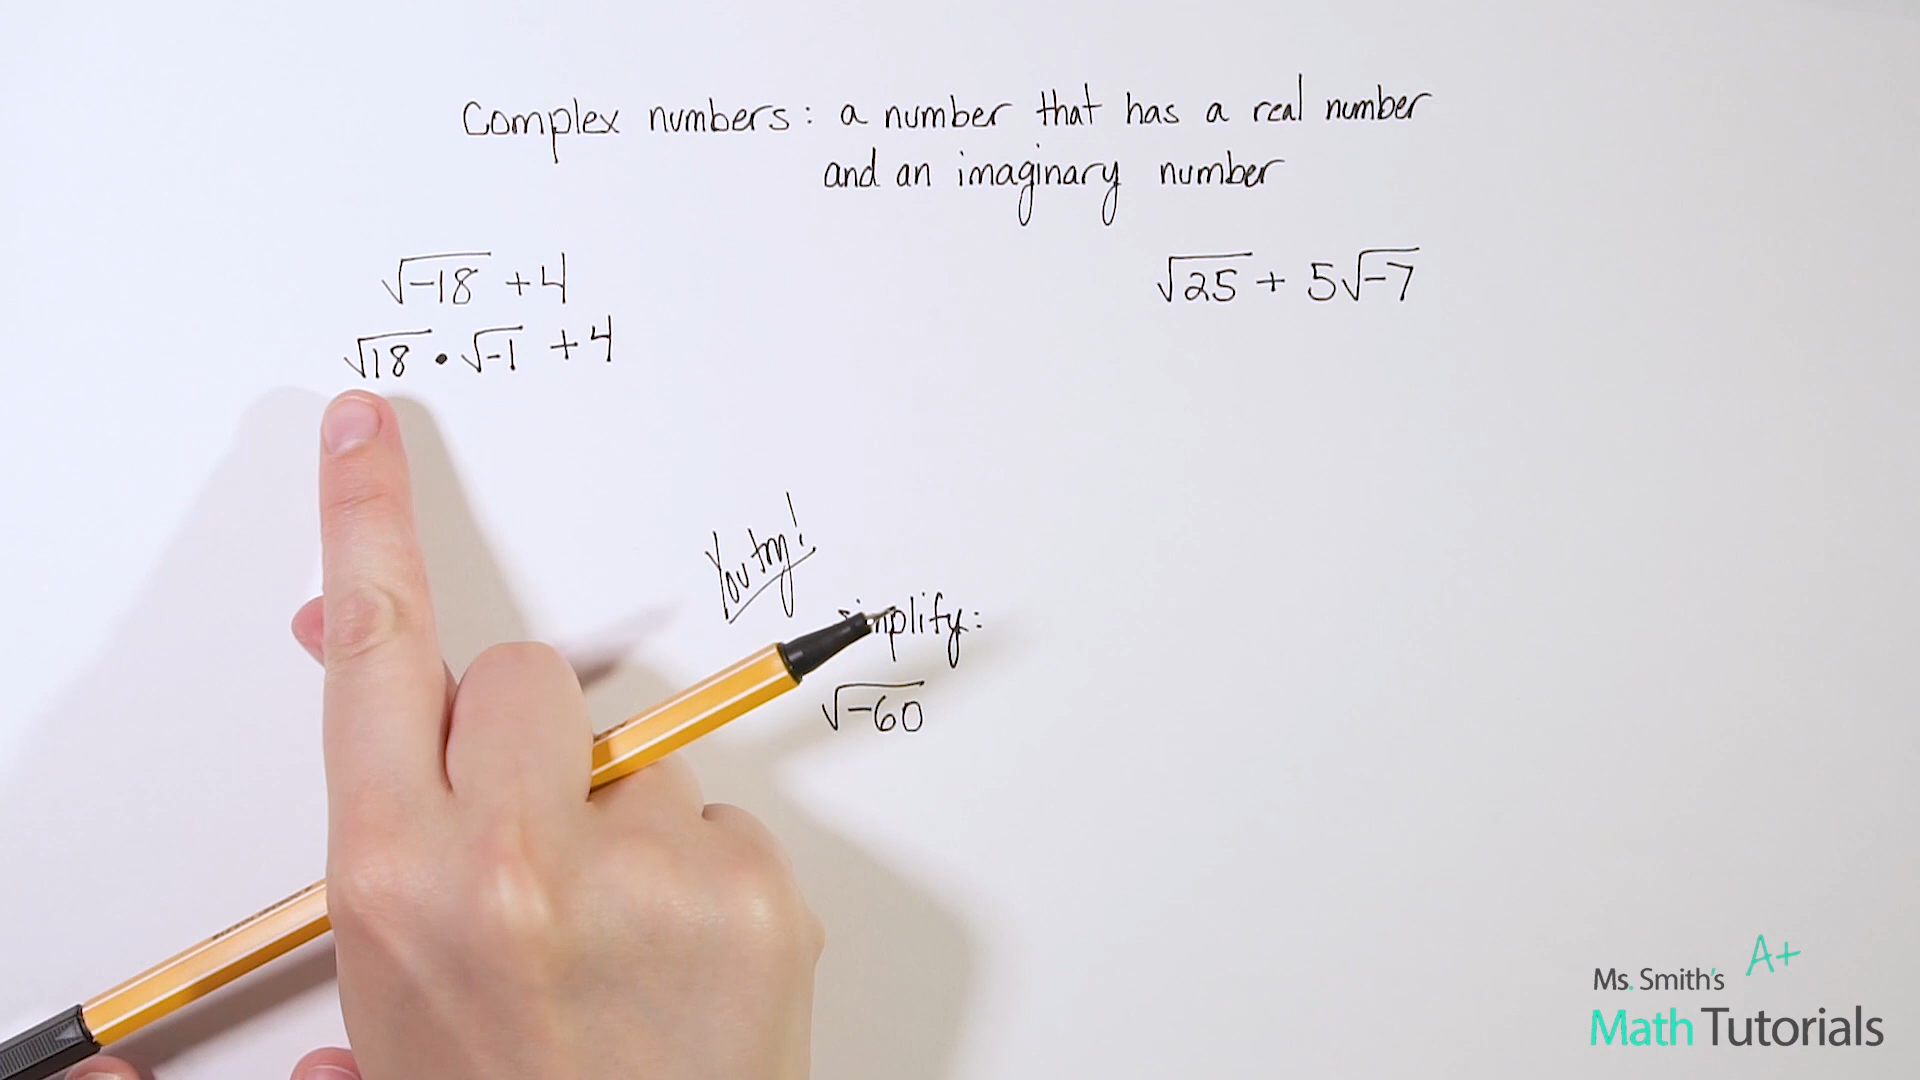 Complex numbers: a number that has a real number
and an imaginary number
√-18 + 4
√18 • √-1 + 4
√25 + 5√-7
You try!
simplify:
√-60
A+
Ms. Smith's
Math Tutorials